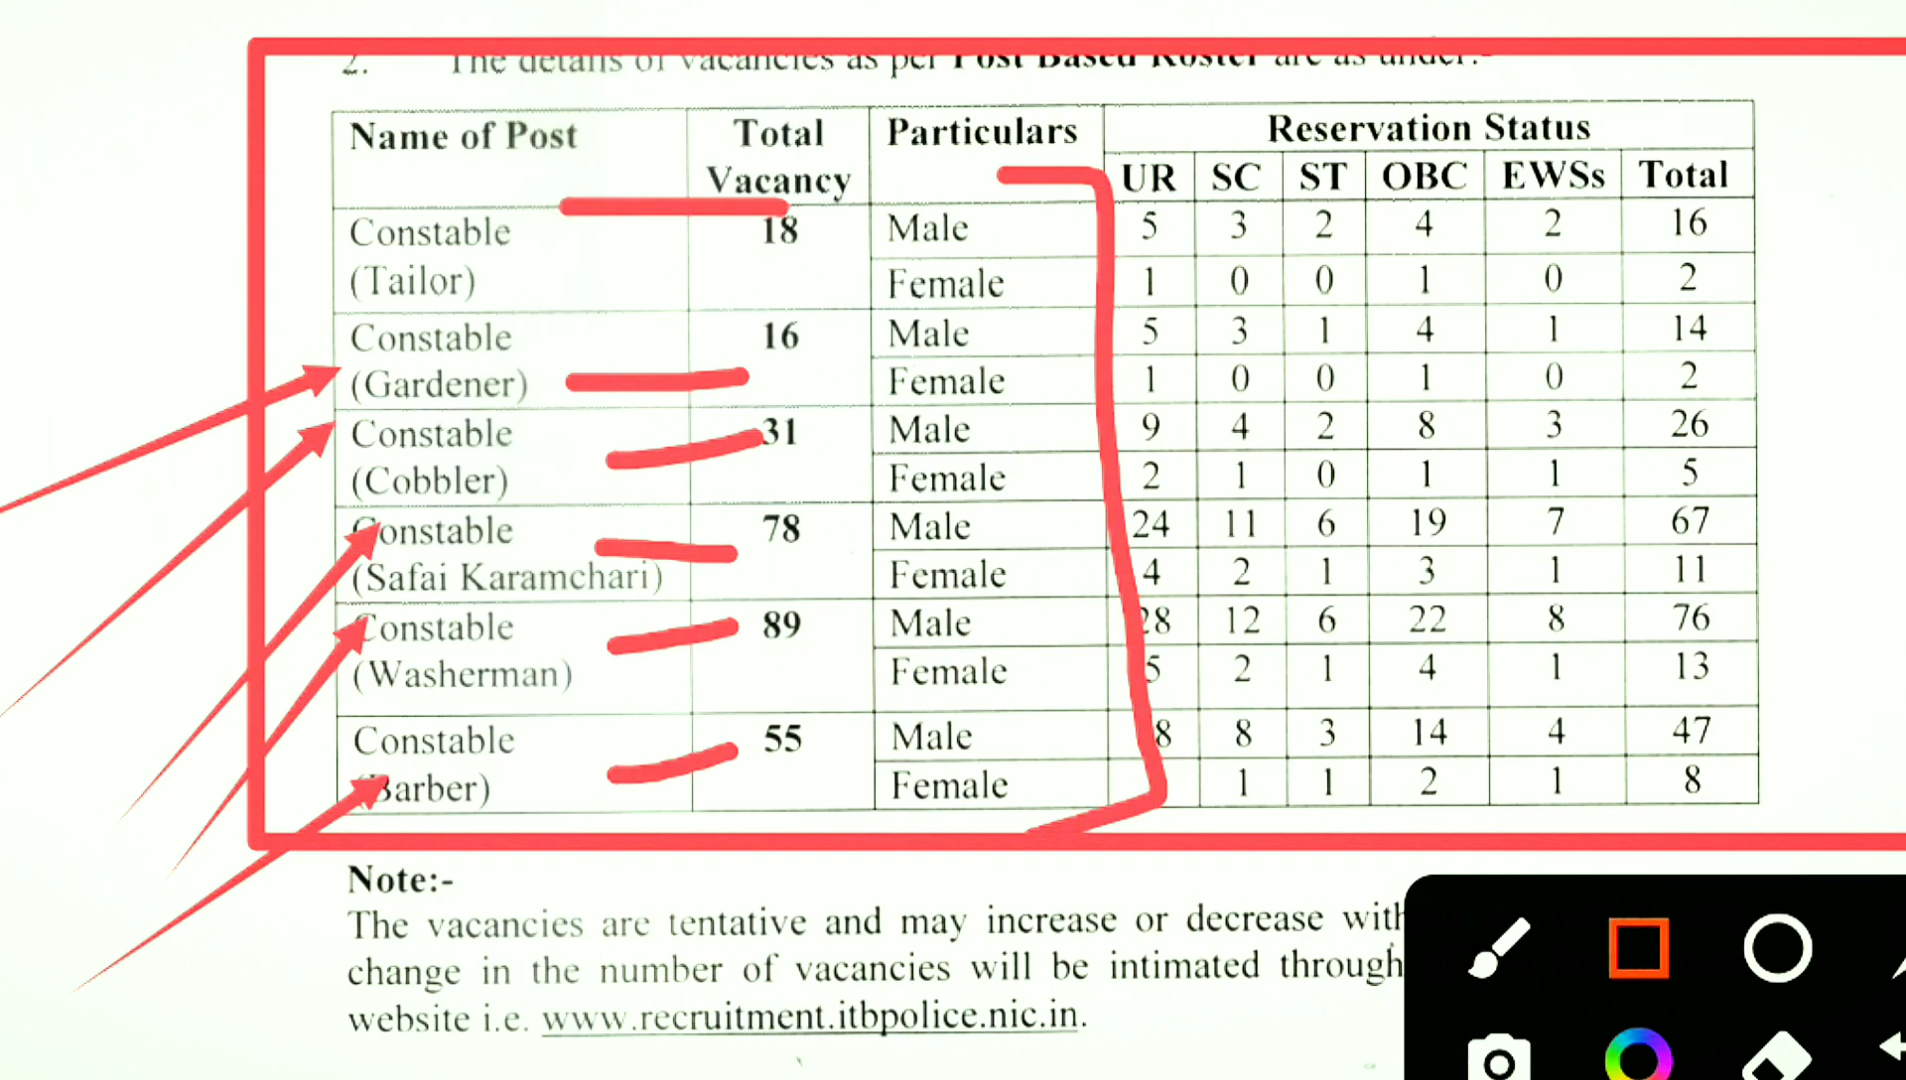 2. The details of vacancies as per Post Based Roster are as under:-
Name of Post Total Vacancy Particulars Reservation Status
UR SC ST OBC EWSs Total
Constable (Tailor) 18 Male 5 3 2 4 2 16
Female 1 0 0 1 0 2
Constable (Gardener) 16 Male 5 3 1 4 1 14
Female 1 0 0 1 0 2
Constable (Cobbler) 31 Male 9 4 2 8 3 26
Female 2 1 0 1 1 5
Constable (Safai Karamchari) 78 Male 24 11 6 19 7 67
Female 4 2 1 3 1 11
Constable (Washerman) 89 Male 28 12 6 22 8 76
Female 5 2 1 4 1 13
Constable (Barber) 55 Male 8 8 3 14 4 47
Female 1 1 2 1 8
Note:-
The vacancies are tentative and may increase or decrease with
change in the number of vacancies will be intimated through
website i.e. www.recruitment.itbpolice.nic.in.